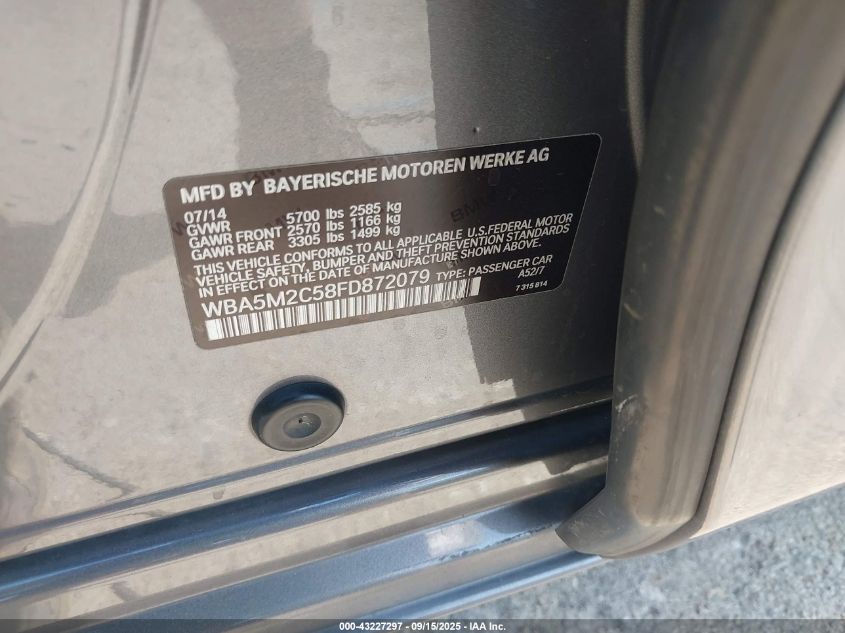 MFD BY BAYERISCHE MOTOREN WERKE AG
07/14 5700 lbs 2585 kg
GVWR
GAWR FRONT 2570 lbs 1166 kg
GAWR REAR 3305 lbs 1499 kg
THIS VEHICLE CONFORMS TO ALL APPLICABLE U.S.FEDERAL MOTOR
VEHICLE SAFETY, BUMPER AND THEFT PREVENTION STANDARDS
IN EFFECT ON THE DATE OF MANUFACTURE SHOWN ABOVE.
WBA5M2C58FD872079 TYPE: PASSENGER CAR
A52/7
7 315 814
000-43227297 - 09/15/2025 - IAA Inc.